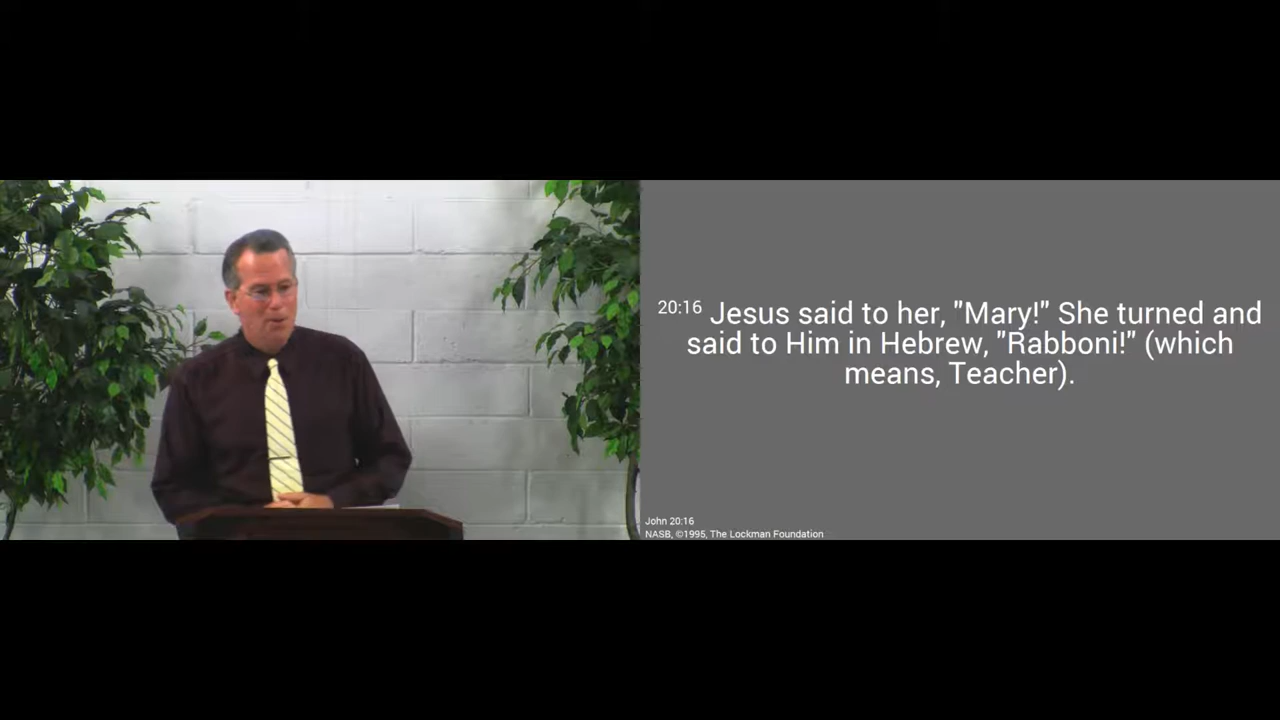 20:16 Jesus said to her, "Mary!" She turned and
said to Him in Hebrew, "Rabboni!" (which
means, Teacher).
John 20:16
NASB, ©1995, The Lockman Foundation